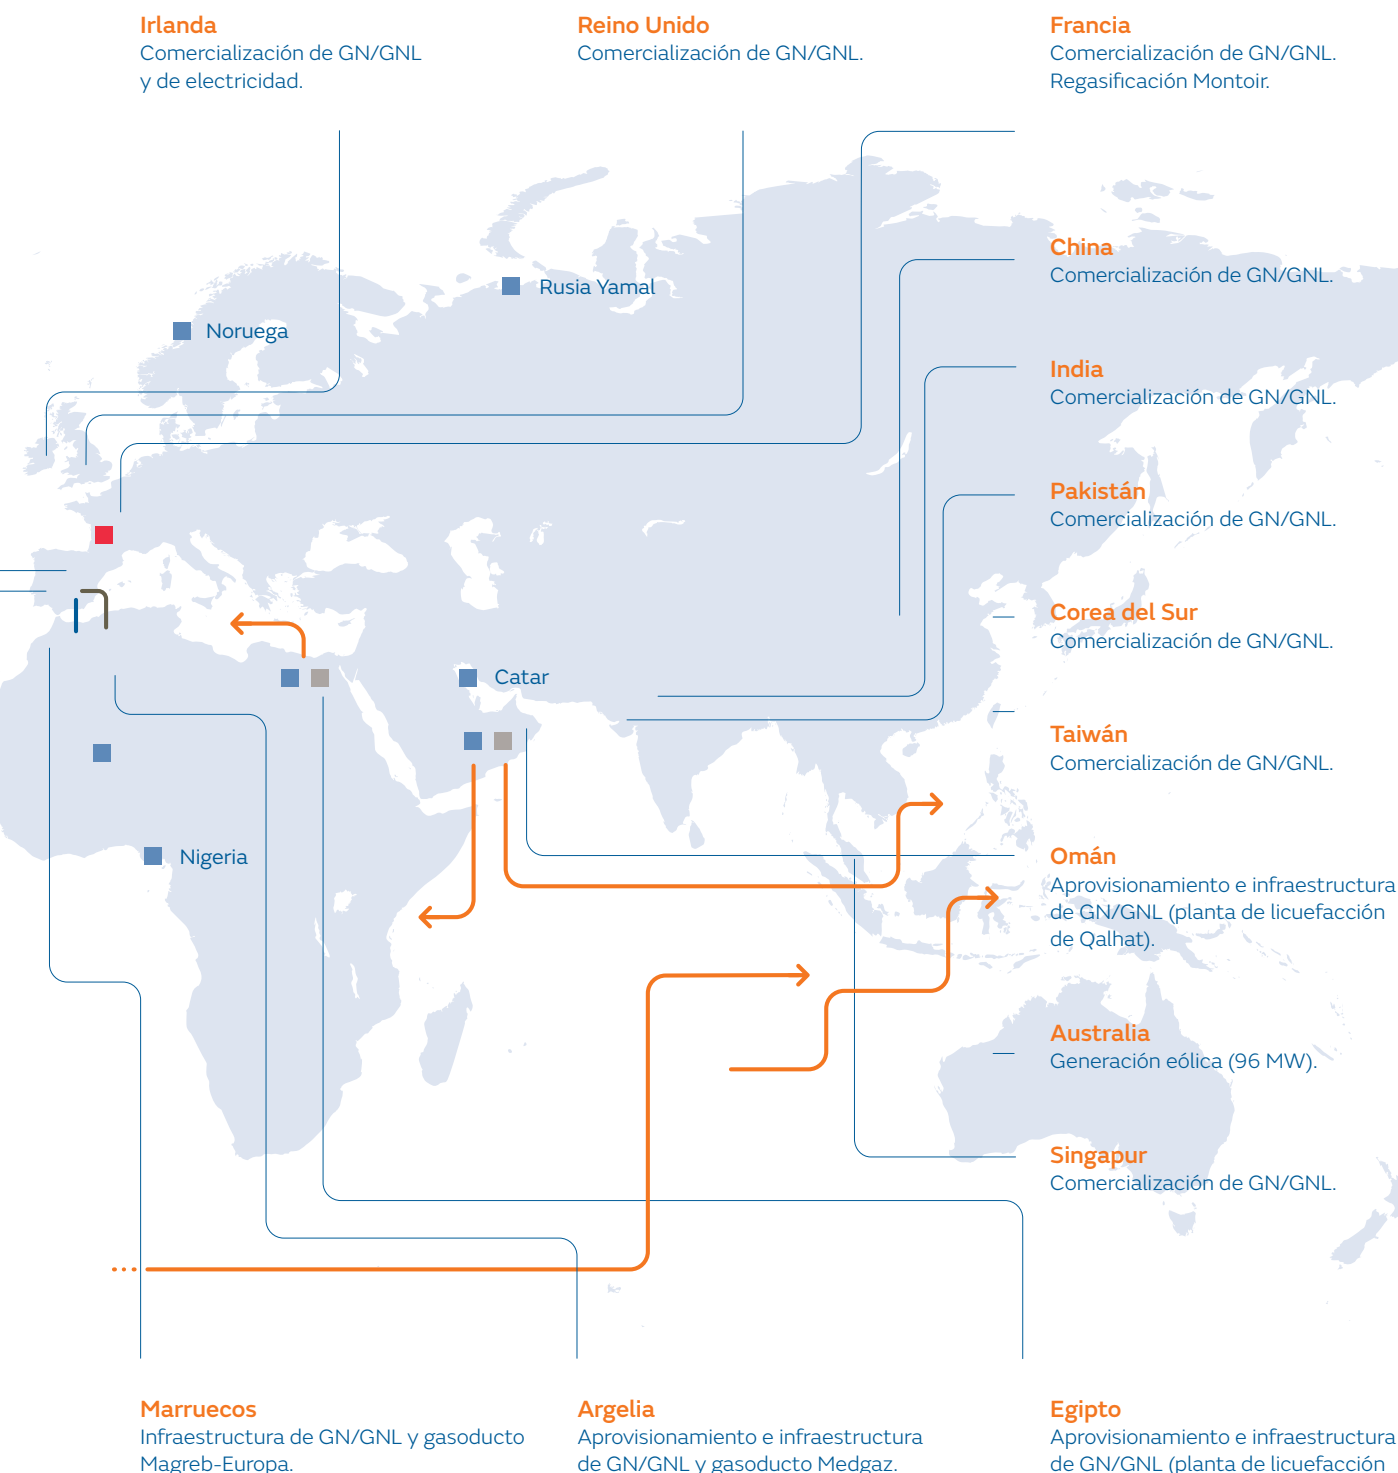 Irlanda
Comercialización de GN/GNL
y de electricidad.
Reino Unido
Comercialización de GN/GNL.
Francia
Comercialización de GN/GNL.
Regasificación Montoir.
China
Comercialización de GN/GNL.
Rusia Yamal
Noruega
India
Comercialización de GN/GNL.
Pakistán
Comercialización de GN/GNL.
Corea del Sur
Comercialización de GN/GNL.
Catar
Taiwán
Comercialización de GN/GNL.
Nigeria
Omán
Aprovisionamiento e infraestructura
de GN/GNL (planta de licuefacción
de Qalhat).
Australia
Generación eólica (96 MW).
Singapur
Comercialización de GN/GNL.
Marruecos
Infraestructura de GN/GNL y gasoducto
Magreb-Europa.
Argelia
Aprovisionamiento e infraestructura
de GN/GNL y gasoducto Medgaz.
Egipto
Aprovisionamiento e infraestructura
de GN/GNL (planta de licuefacción